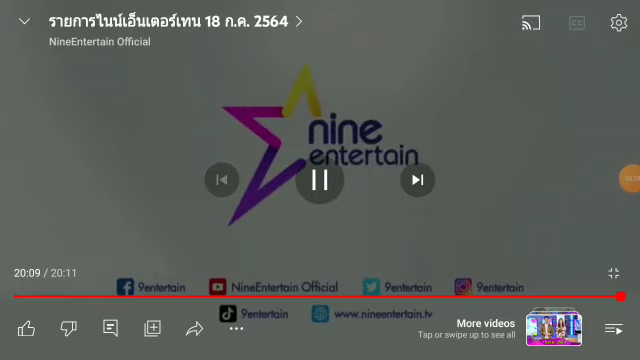 รายการไนน์เอ็นเตอร์เทน 18 ก.ค. 2564
NineEntertain Official
CC
nine
entertain
20:09 / 20:11
9entertain
NineEntertain Official
9entertain
9entertain
9entertain
www.nineentertain.tv
More videos
Tap or swipe up to see all